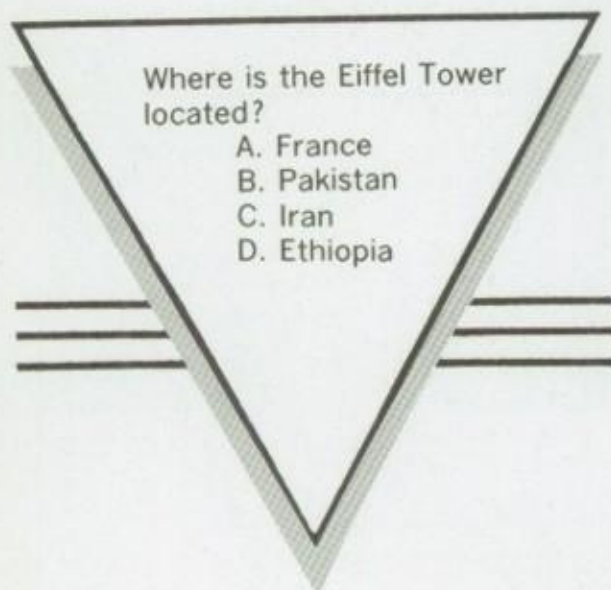 Where is the Eiffel Tower
located?
A. France
B. Pakistan
C. Iran
D. Ethiopia